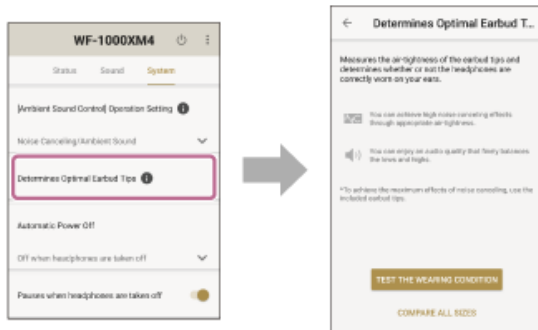 WF-1000XM4
Status Sound System
[Ambient Sound Control] Operation Setting
Noise Canceling/Ambient Sound
Determines Optimal Earbud Tips
Automatic Power Off
Off when headphones are taken off
Pauses when headphones are taken off
Determines Optimal Earbud T...
Measures the air-tightness of the earbud tips and
determines whether or not the headphones are
correctly worn on your ears.
You can achieve high noise canceling effects
through appropriate air-tightness.
You can enjoy an audio quality that finely balances
the lows and highs.
*To achieve the maximum effects of noise canceling, use the
included earbud tips.
TEST THE WEARING CONDITION
COMPARE ALL SIZES